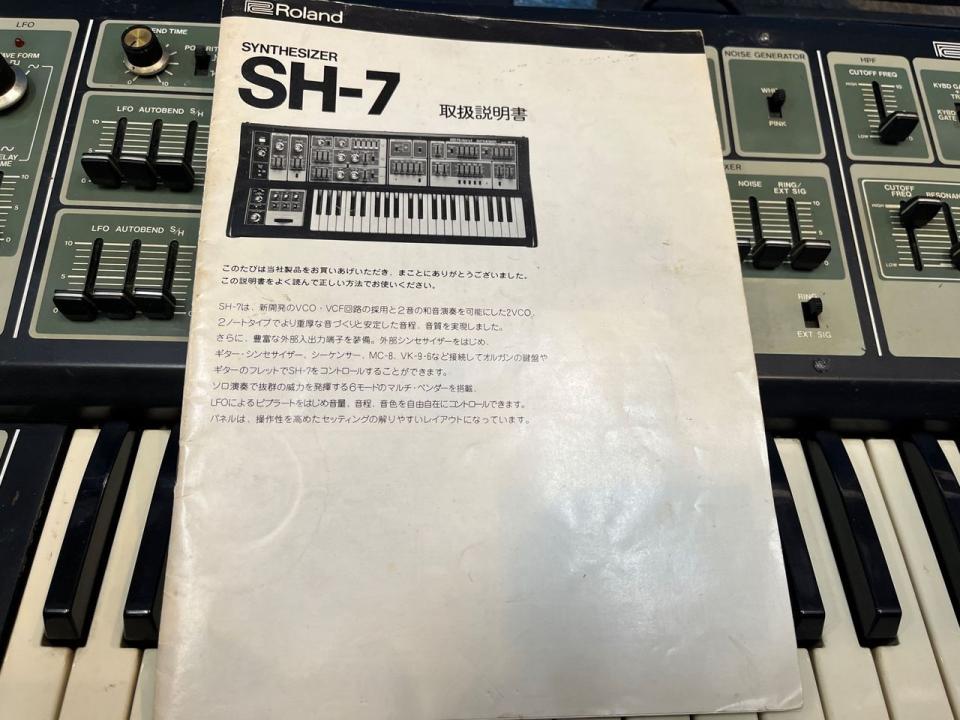 Roland
SYNTHESIZER
SH-7
取扱説明書
このたびは当社製品をお買いあげいただき、まことにありがとうございました。
この説明書をよく読んで正しい方法でお使いください。
SH-7は、新開発のVCO・VCF回路の採用と2音の和音演奏を可能にした2VCO、
2ノートタイプでより重厚な音づくりと安定した音程、音質を実現しました。
さらに、豊富な外部入出力端子を装備。外部シンセサイザーをはじめ、
ギター・シンセサイザー、シーケンサー、MC-8、VK-9・6など接続してオルガンの鍵盤や
ギターのフレットでSH-7をコントロールすることができます。
ソロ演奏で抜群の威力を発揮する6モードのマルチ・ベンダーを搭載、
LFOによるビブラートをはじめ音量、音程、音色を自由自在にコントロールできます。
パネルは、操作性を高めたセッティングの解りやすいレイアウトになっています。
LFO
WAVE FORM
BEND TIME
LFO AUTOBEND S/H
10
0
LFO AUTOBEND S/H
10
0
NOISE GENERATOR
PINK
NOISE
RING/
EXT SIG
10
0
RING
EXT SIG
HPF
CUTOFF FREQ
HIGH
10
LOW
0
CUTOFF
FREQ
HIGH
LOW